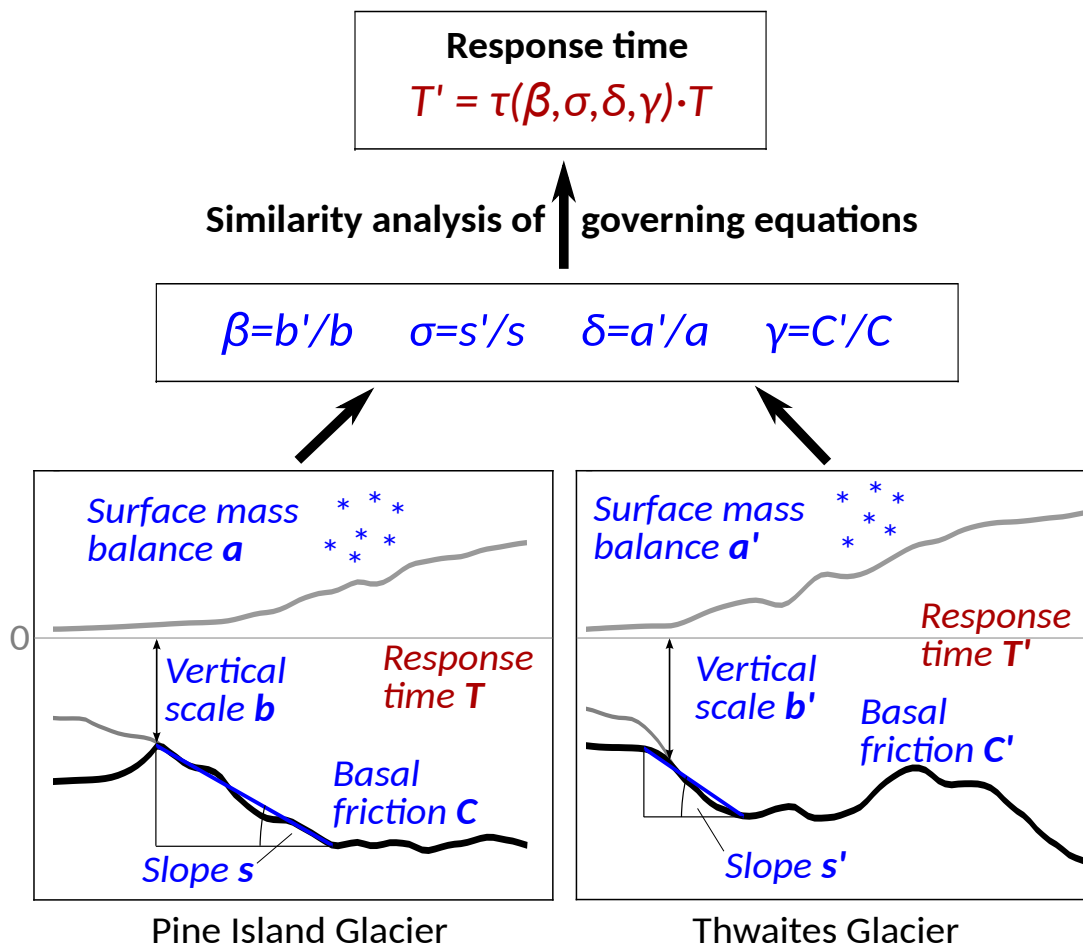 Response time
T' = τ(β,σ,δ,γ)·T
Similarity analysis of governing equations
β=b'/b σ=s'/s δ=a'/a γ=C'/C
Surface mass
balance a
* * * * * * *
0
Response
time T
Vertical
scale b
Basal
friction C
Slope s
Pine Island Glacier
Surface mass
balance a'
* * * * * *
Response
time T'
Vertical
scale b'
Basal
friction C'
Slope s'
Thwaites Glacier